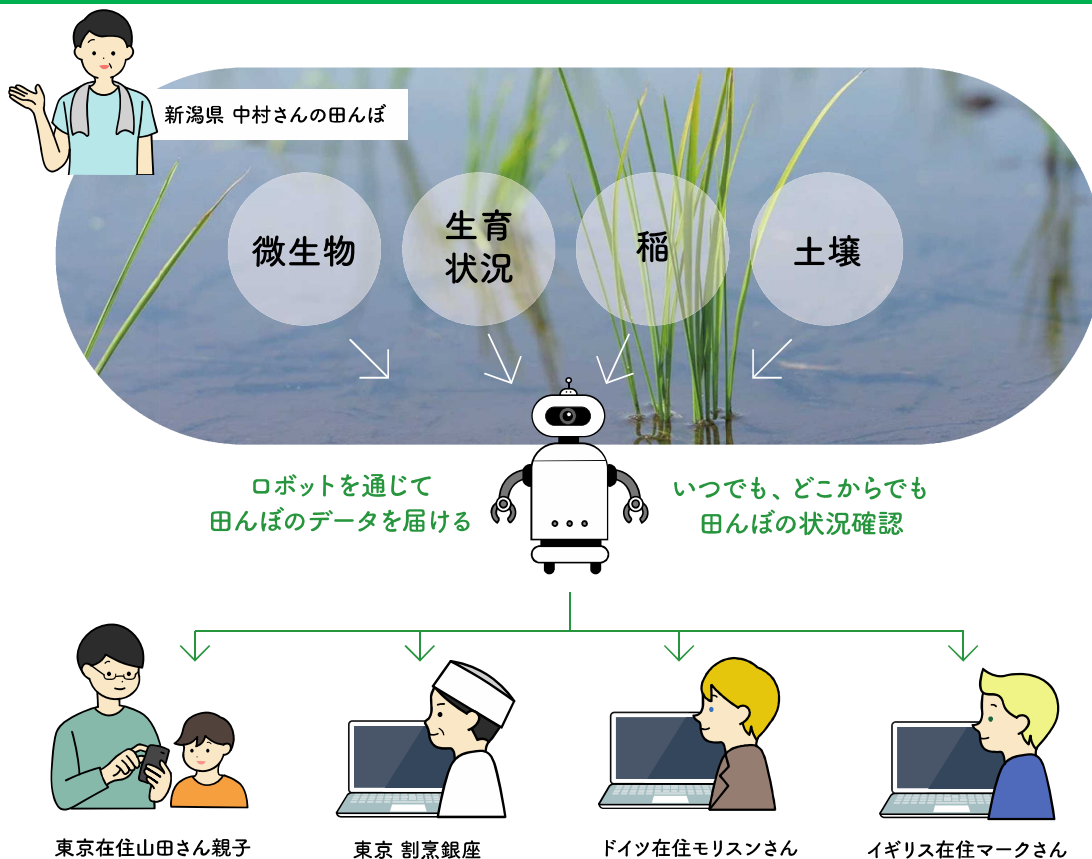 新潟県 中村さんの田んぼ
微生物
生育
状況
稲
土壌
ロボットを通じて
田んぼのデータを届ける
いつでも、どこからでも
田んぼの状況確認
東京在住山田さん親子
東京 割烹銀座
ドイツ在住モリスンさん
イギリス在住マークさん